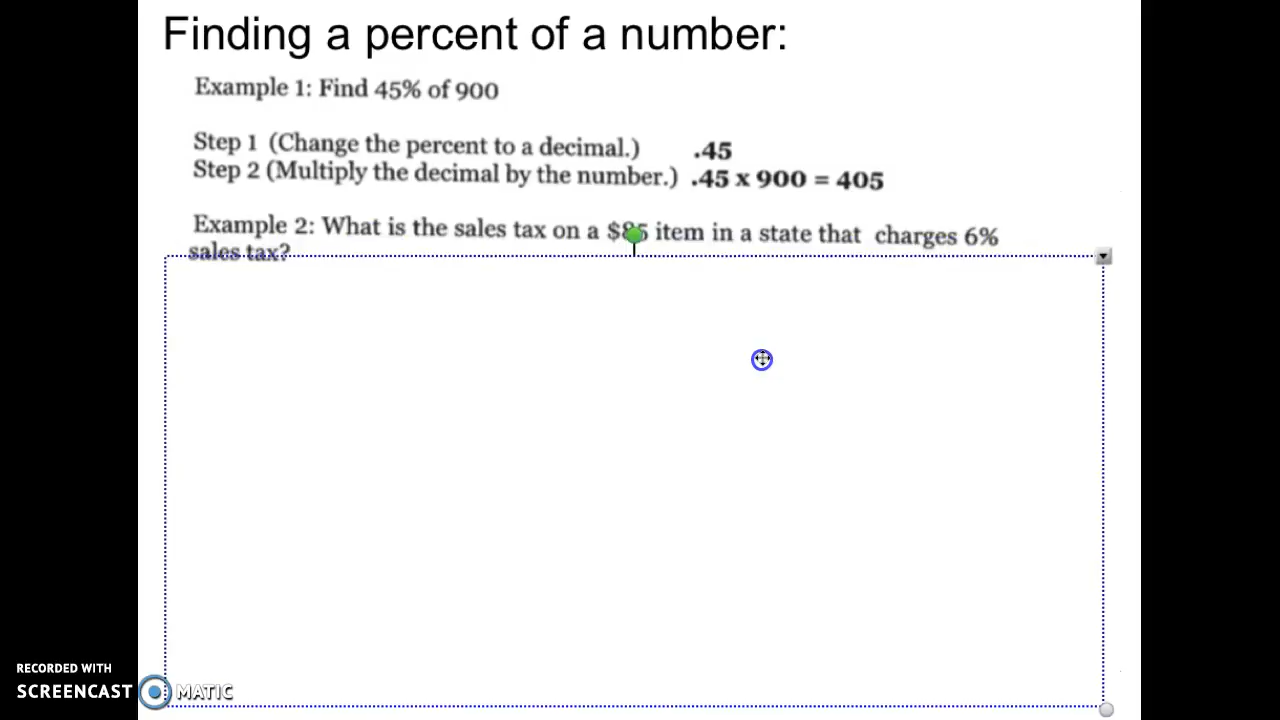 Finding a percent of a number:
Example 1: Find 45% of 900
Step 1 (Change the percent to a decimal.) .45
Step 2 (Multiply the decimal by the number.) .45 x 900 = 405
Example 2: What is the sales tax on a $85 item in a state that charges 6%
sales tax?
RECORDED WITH
SCREENCAST MATIC